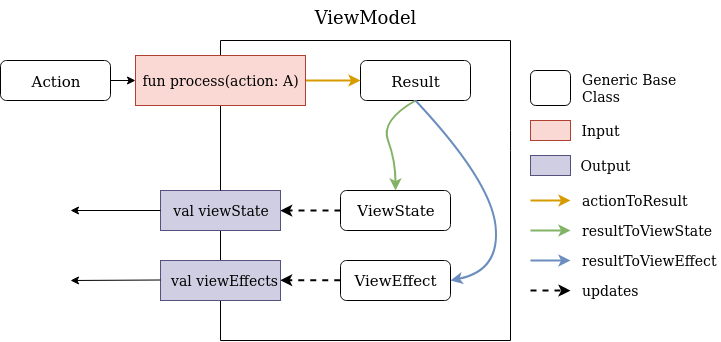 ViewModel
Action
fun process(action: A)
Result
val viewState
ViewState
val viewEffects
ViewEffect
Generic Base
Class
Input
Output
actionToResult
resultToViewState
resultToViewEffect
updates